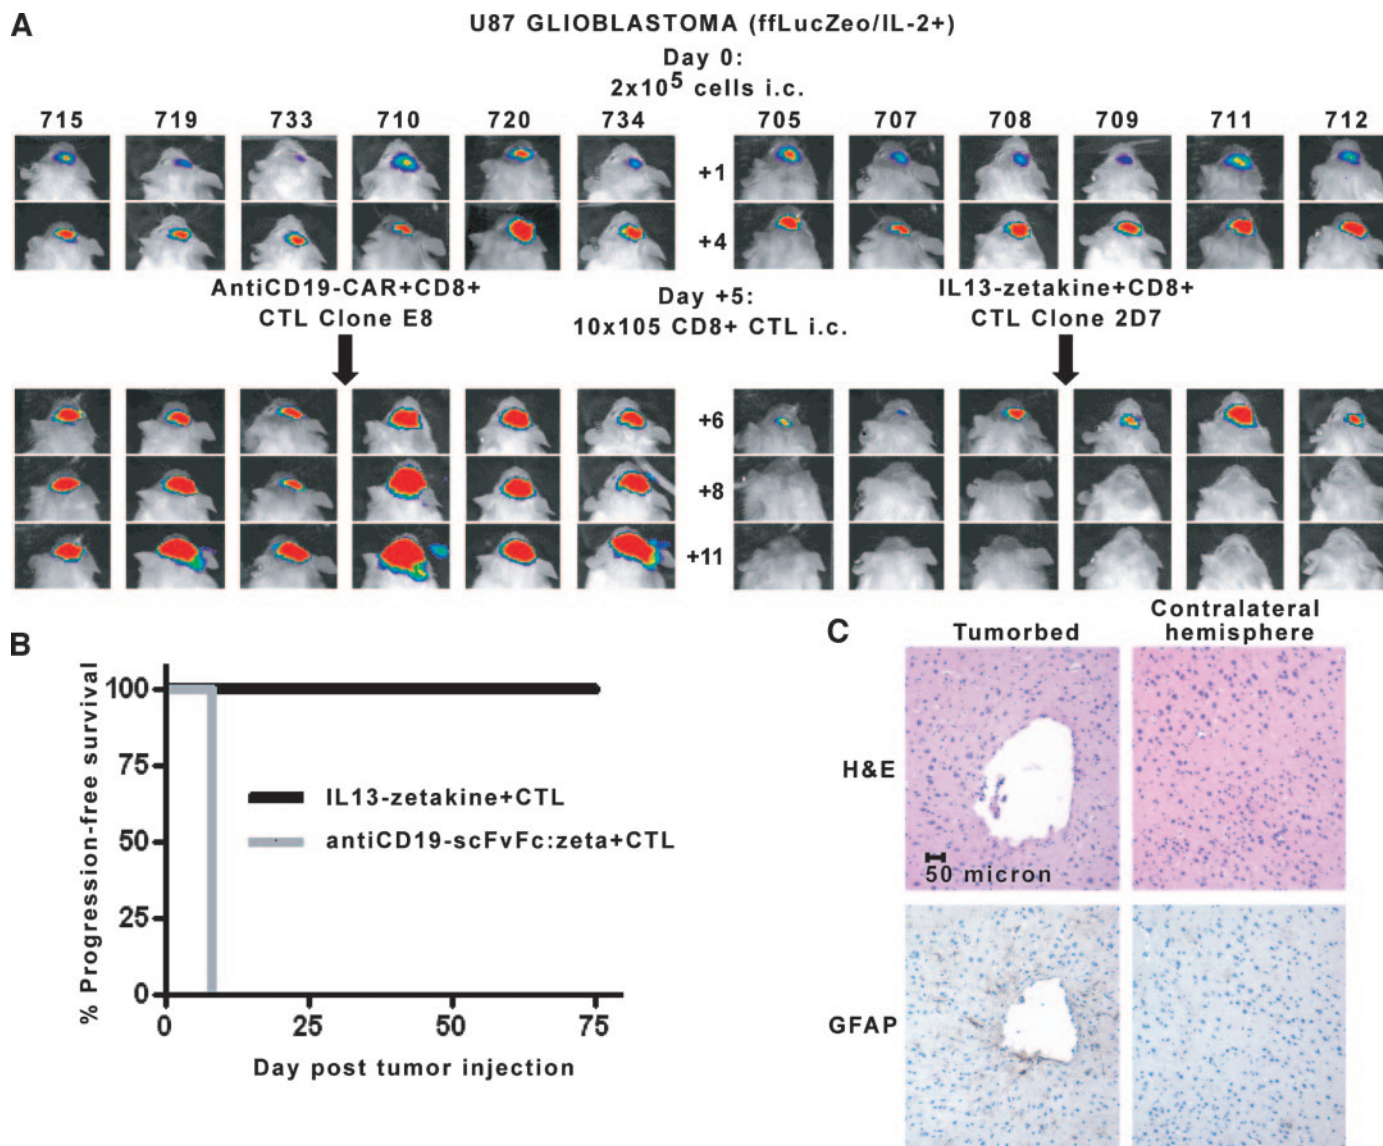 A
U87 GLIOBLASTOMA (ffLucZeo/IL-2+)
Day 0:
2x10⁵ cells i.c.
715 719 733 710 720 734 705 707 708 709 711 712
+1
+4
AntiCD19-CAR+CD8+
CTL Clone E8
Day +5:
10x105 CD8+ CTL i.c.
IL13-zetakine+CD8+
CTL Clone 2D7
+6
+8
+11
B
% Progression-free survival
100
75
50
25
0
IL13-zetakine+CTL
antiCD19-scFvFc:zeta+CTL
0 25 50 75
Day post tumor injection
C
Tumorbed
Contralateral
hemisphere
H&E
50 micron
GFAP